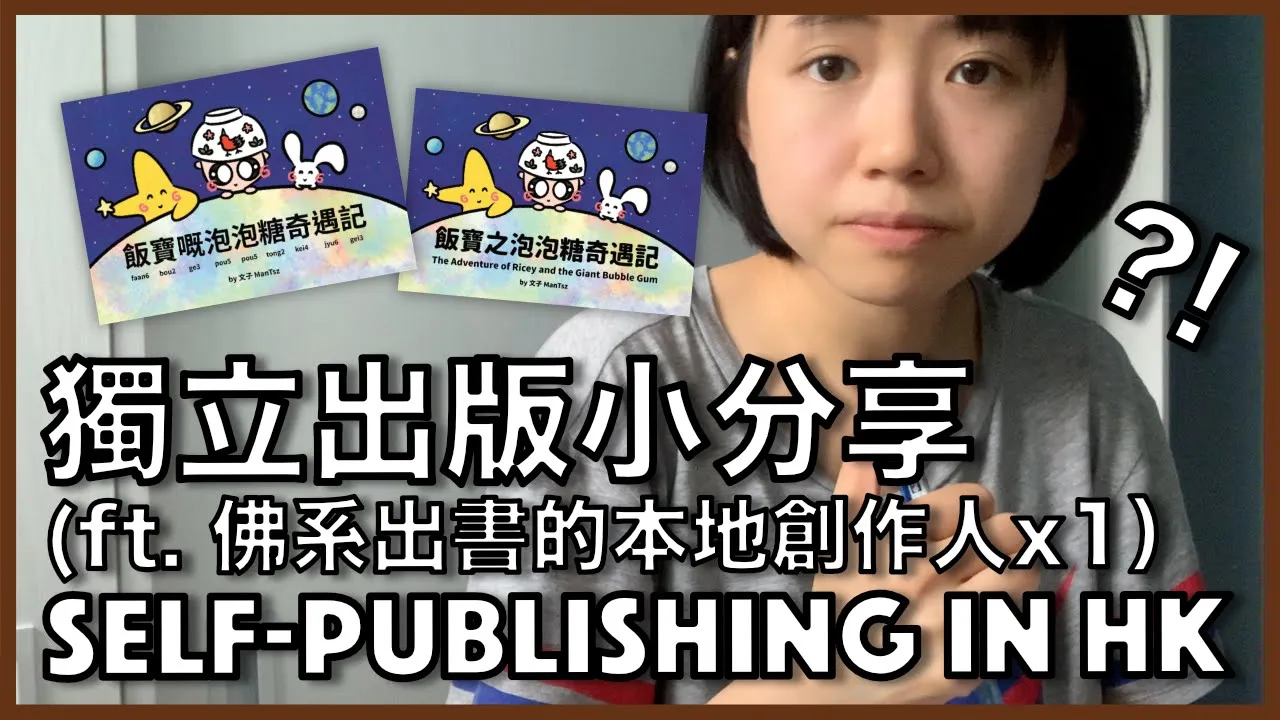 飯寶嘅泡泡糖奇遇記
faan6 bou2 ge3 pou5 pou5 tong2 kei4 jyu6 gei3
by 文子 ManTsz
飯寶之泡泡糖奇遇記
The Adventure of Ricey and the Giant Bubble Gum
by 文子 ManTsz
?!
獨立出版小分享
(ft. 佛系出書的本地創作人x1)
SELF-PUBLISHING IN HK